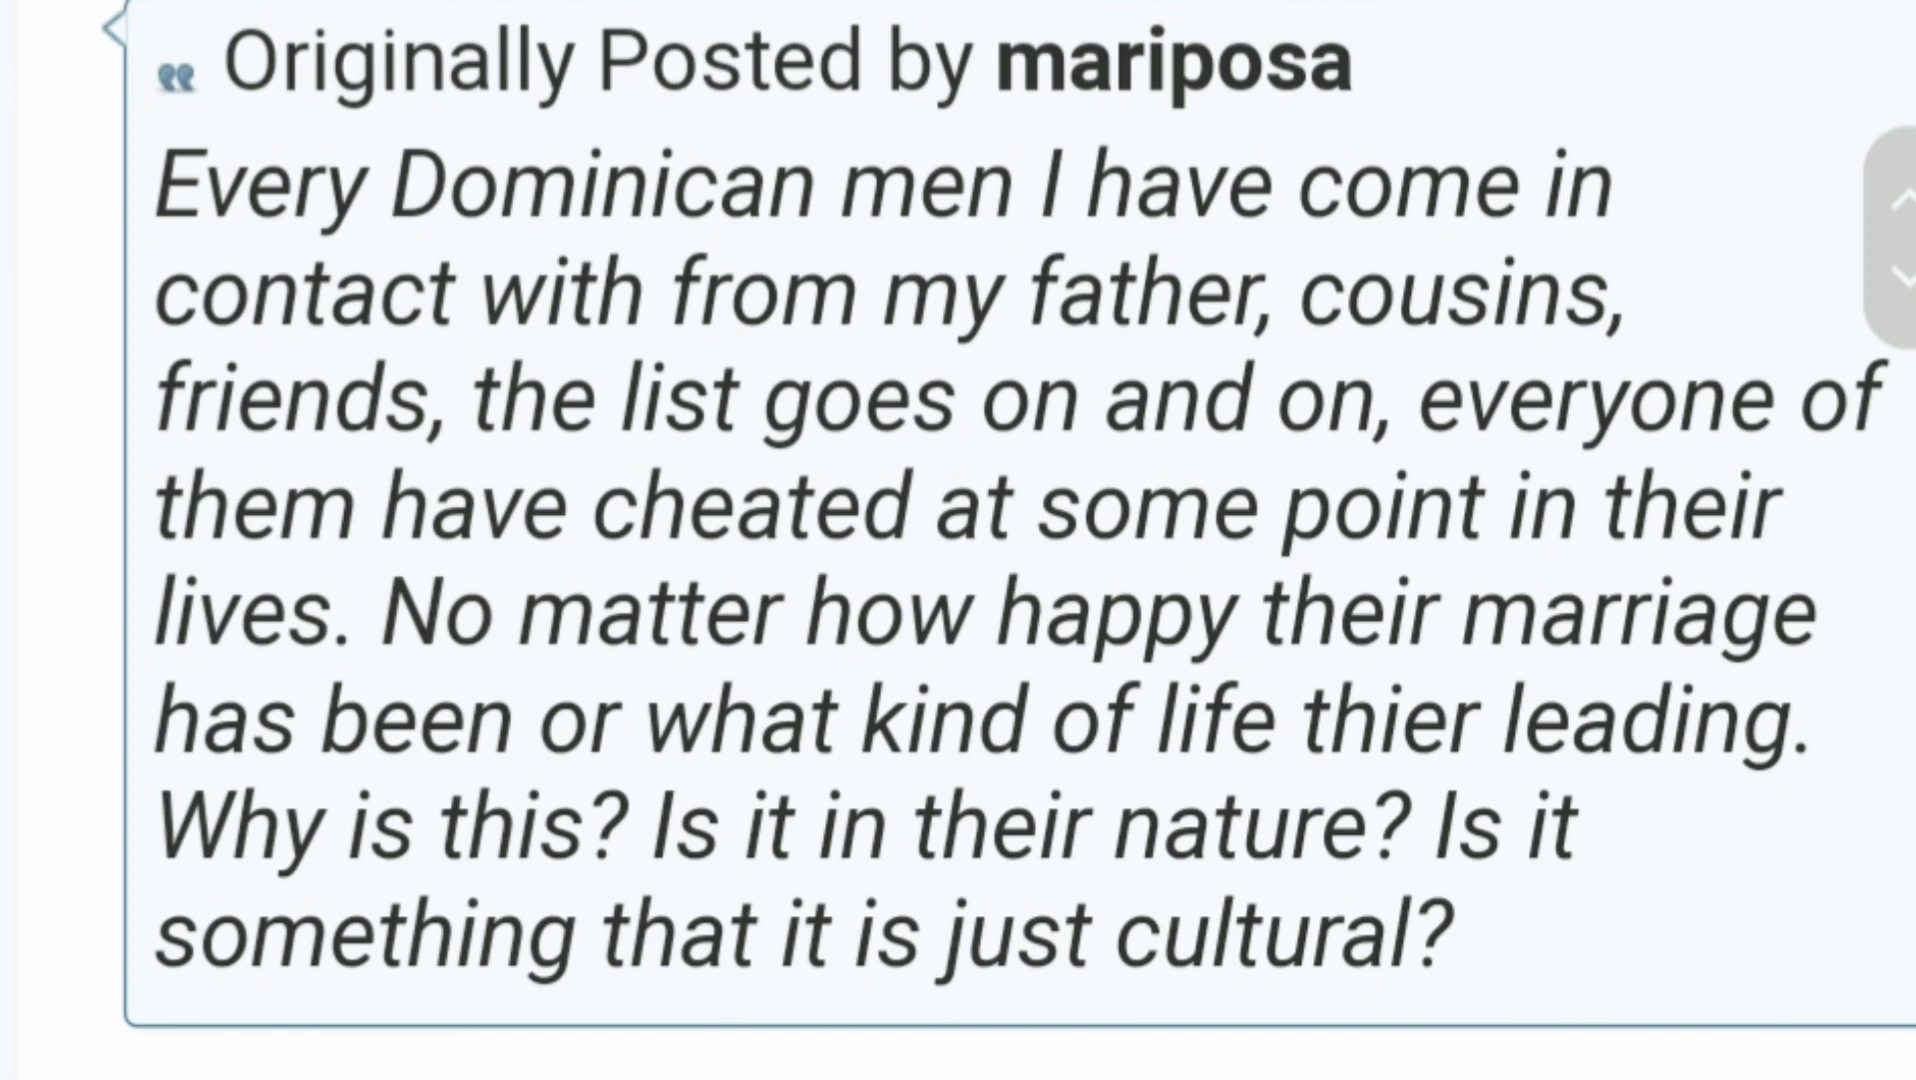 Originally Posted by mariposa
Every Dominican men I have come in
contact with from my father, cousins,
friends, the list goes on and on, everyone of
them have cheated at some point in their
lives. No matter how happy their marriage
has been or what kind of life thier leading.
Why is this? Is it in their nature? Is it
something that it is just cultural?